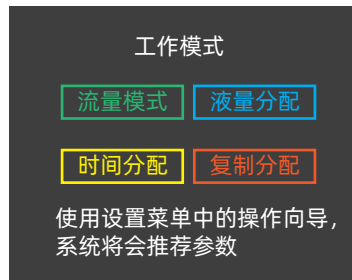 工作模式
流量模式 液量分配
时间分配 复制分配
使用设置菜单中的操作向导，
系统将会推荐参数